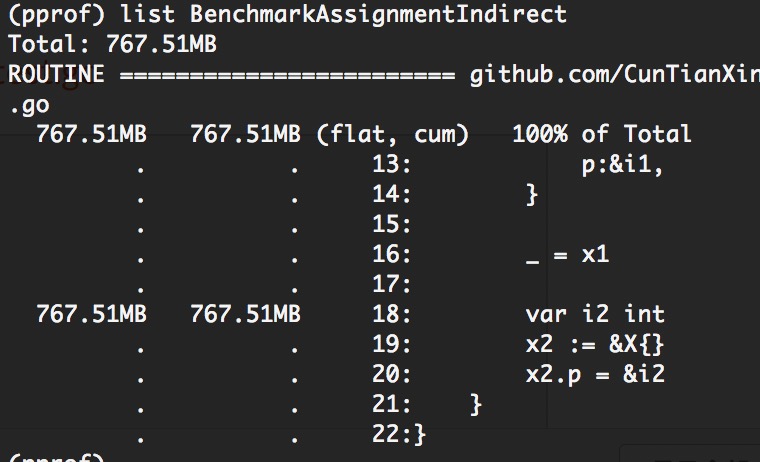 (pprof) list BenchmarkAssignmentIndirect
Total: 767.51MB
ROUTINE ======================== github.com/CunTianXin
.go
767.51MB 767.51MB (flat, cum) 100% of Total
. . 13: p:&i1,
. . 14: }
. . 15:
. . 16: _ = x1
. . 17:
767.51MB 767.51MB 18: var i2 int
. . 19: x2 := &X{}
. . 20: x2.p = &i2
. . 21: }
. . 22:}
(pprof)